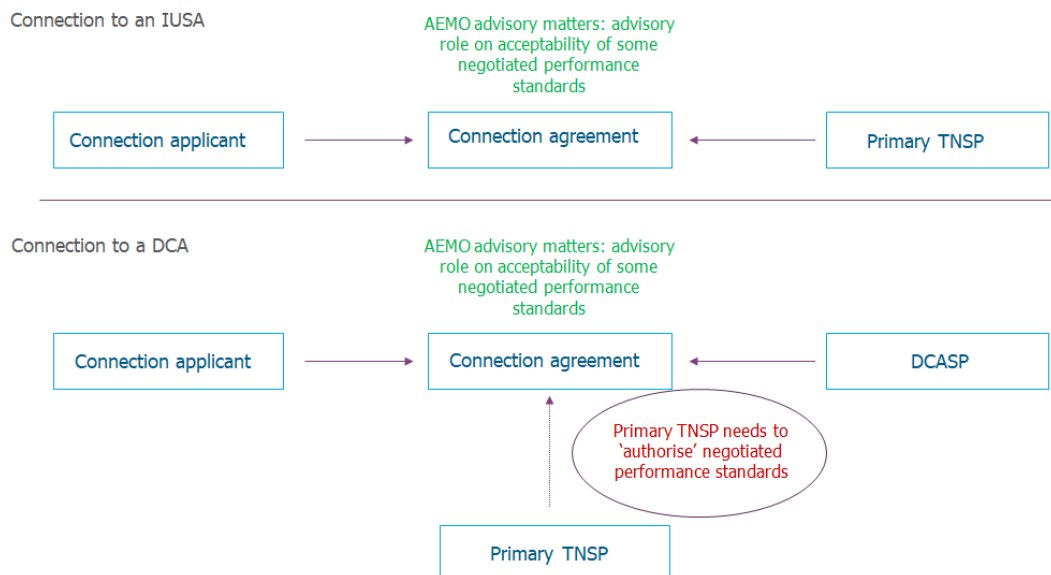 Connection to an IUSA
AEMO advisory matters: advisory
role on acceptability of some
negotiated performance
standards
Connection applicant
Connection agreement
Primary TNSP
Connection to a DCA
AEMO advisory matters: advisory
role on acceptability of some
negotiated performance
standards
Connection applicant
Connection agreement
DCASP
Primary TNSP needs to
‘authorise’ negotiated
performance standards
Primary TNSP